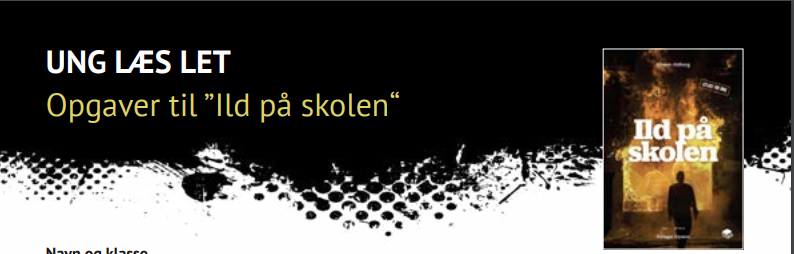 UNG LÆS LET
Opgaver til ”Ild på skolen“
Ild på
skolen
Navn og klasse